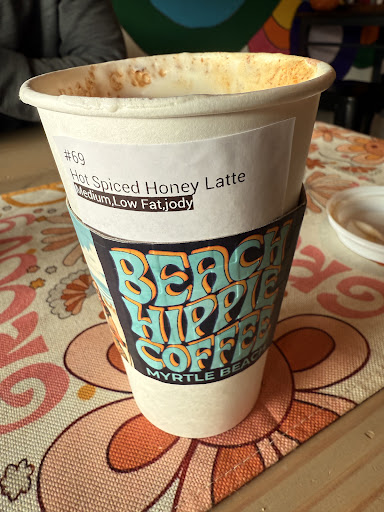 #69
Hot Spiced Honey Latte
Medium,Low Fat,jody
BEACH
HIPPIE
COFFEE
MYRTLE BEACH